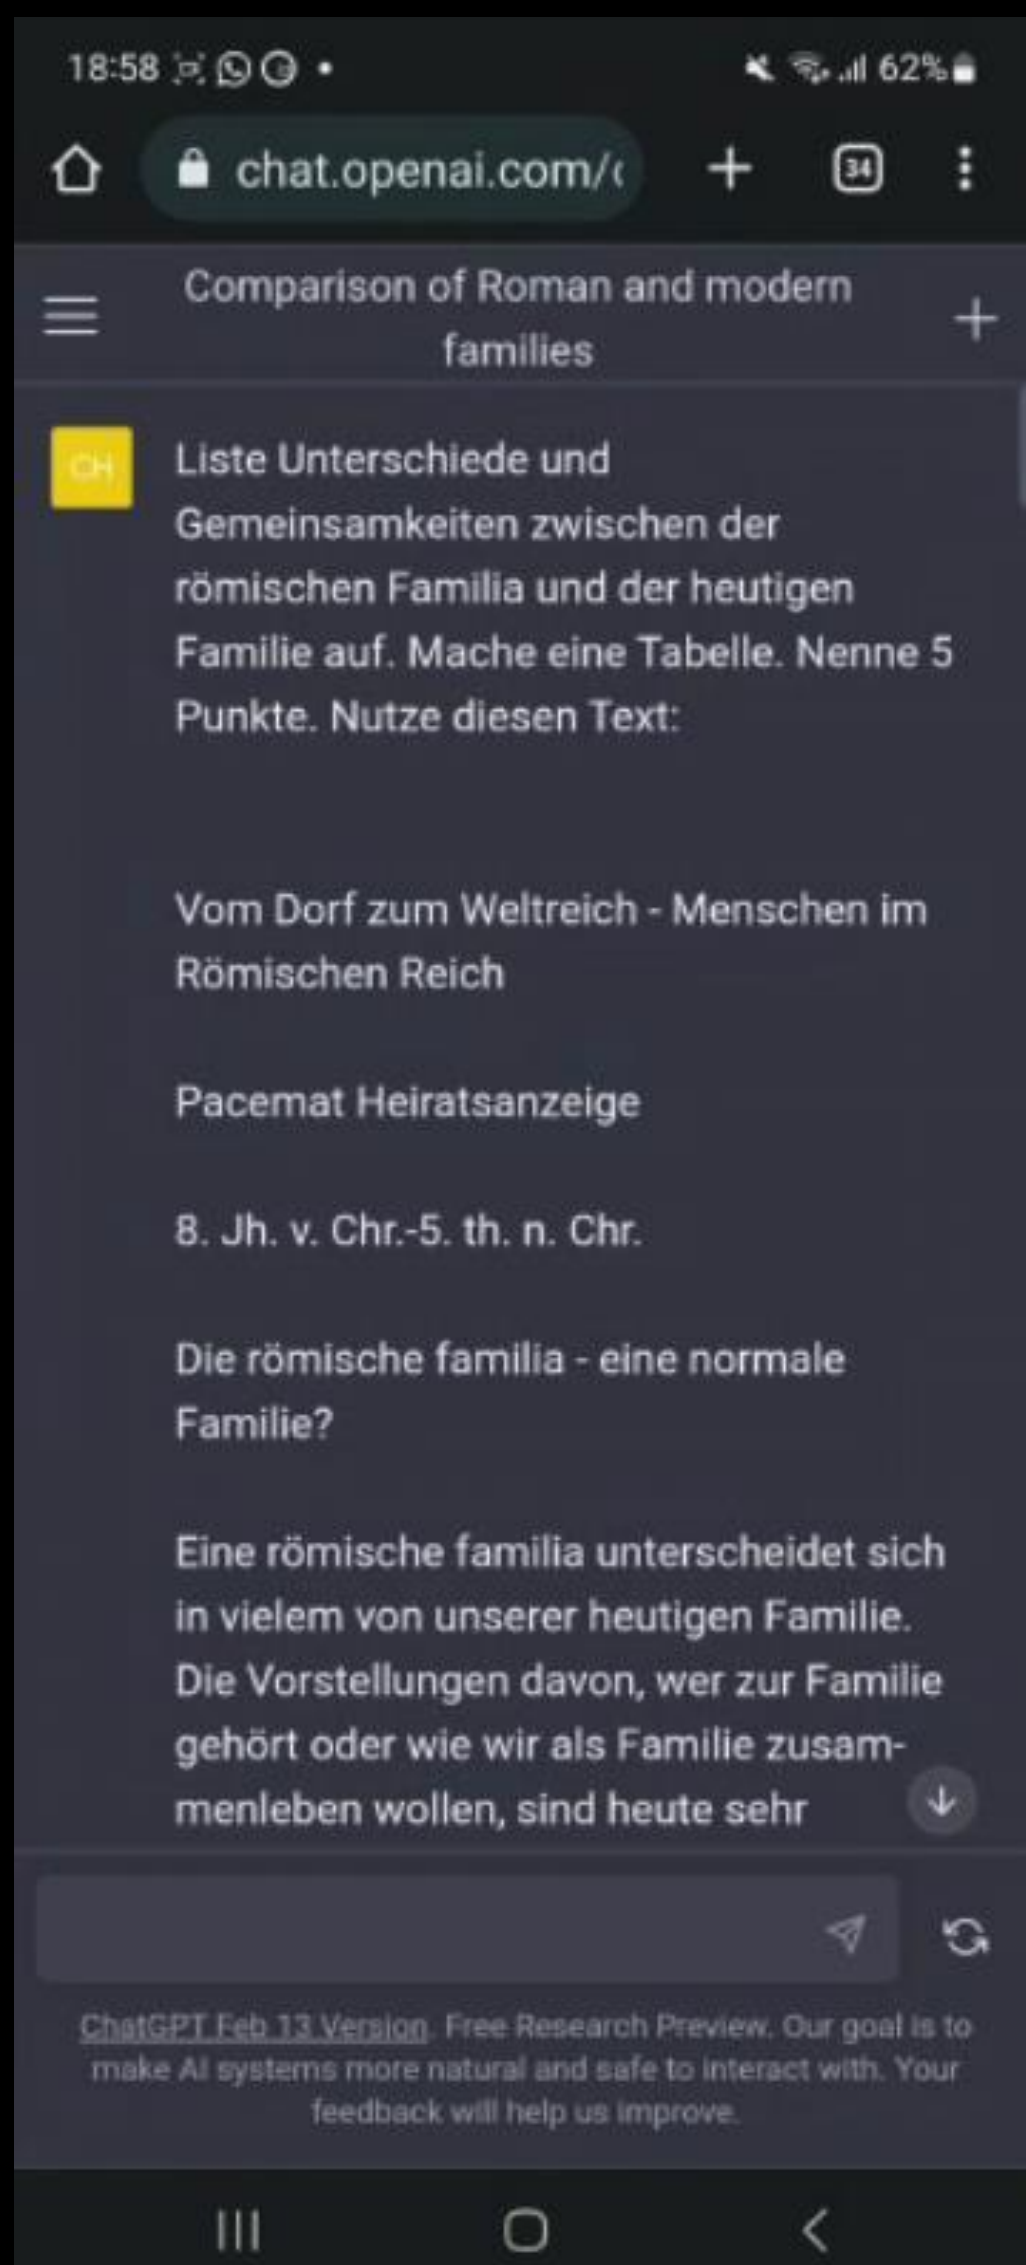 18:58
62%
chat.openai.com/c
34
Comparison of Roman and modern
families
CH
Liste Unterschiede und
Gemeinsamkeiten zwischen der
römischen Familia und der heutigen
Familie auf. Mache eine Tabelle. Nenne 5
Punkte. Nutze diesen Text:
Vom Dorf zum Weltreich - Menschen im
Römischen Reich
Pacemat Heiratsanzeige
8. Jh. v. Chr.-5. th. n. Chr.
Die römische familia - eine normale
Familie?
Eine römische familia unterscheidet sich
in vielem von unserer heutigen Familie.
Die Vorstellungen davon, wer zur Familie
gehört oder wie wir als Familie zusam-
menleben wollen, sind heute sehr
ChatGPT Feb 13 Version. Free Research Preview. Our goal is to
make AI systems more natural and safe to interact with. Your
feedback will help us improve.